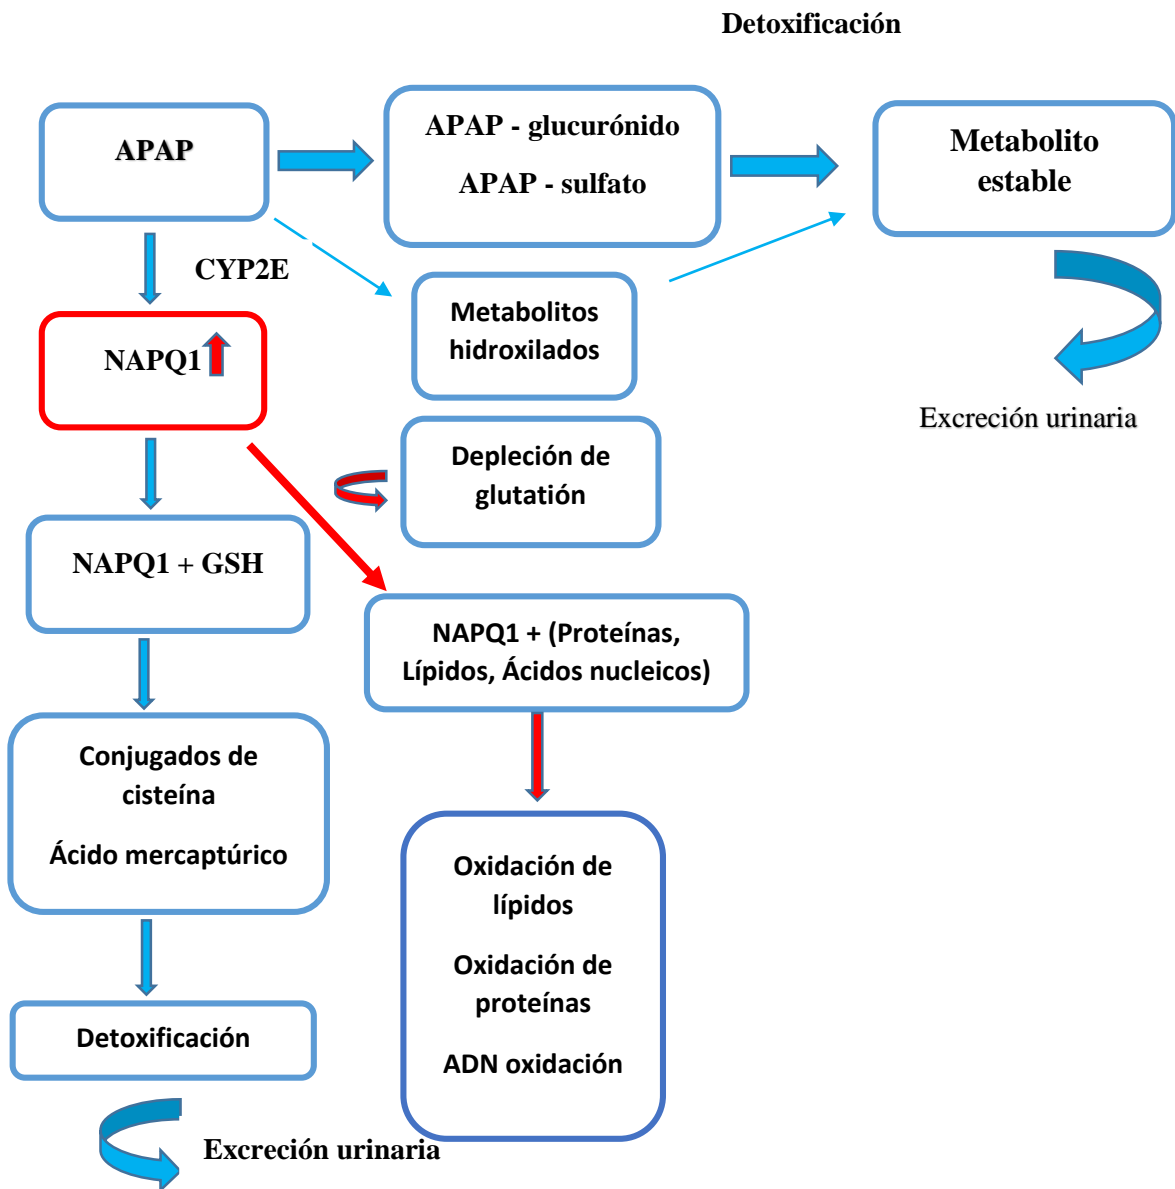 Detoxificación
APAP
APAP - glucurónido
APAP - sulfato
Metabolito
estable
CYP2E
Metabolitos
hidroxilados
NAPQ1
Excreción urinaria
Depleción de
glutatión
NAPQ1 + GSH
NAPQ1 + (Proteínas,
Lípidos, Ácidos nucleicos)
Conjugados de
cisteína
Ácido mercaptúrico
Oxidación de
lípidos
Oxidación de
proteínas
ADN oxidación
Detoxificación
Excreción urinaria